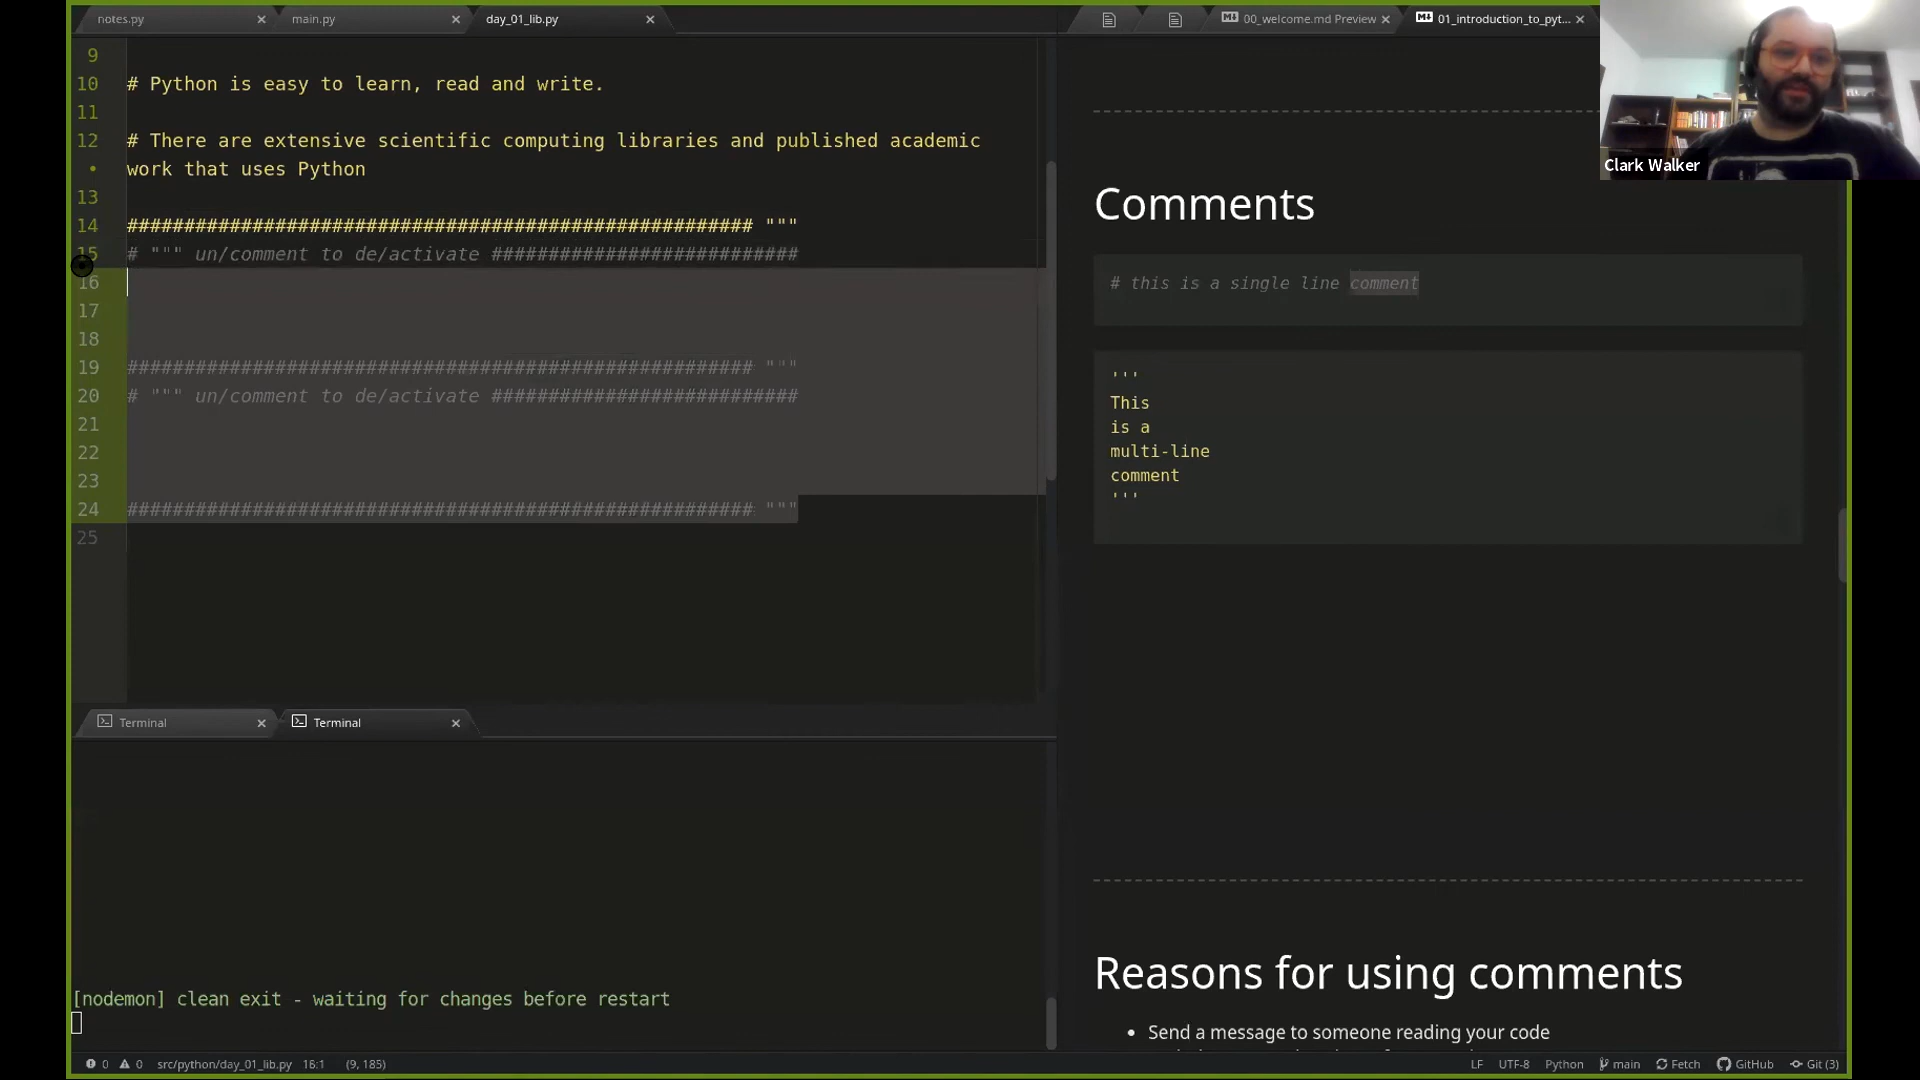 notes.py
main.py
day_01_lib.py
00_welcome.md Preview
01_introduction_to_pyt...
Clark Walker
9
10 # Python is easy to learn, read and write.
11
12 # There are extensive scientific computing libraries and published academic
• work that uses Python
13
14 ####################################################### """
15 # """ un/comment to de/activate ###########################
16
17
18
19 ####################################################### """
20 # """ un/comment to de/activate ###########################
21
22
23
24 ####################################################### """
25
Comments
# this is a single line comment
'''
This
is a
multi-line
comment
'''
Reasons for using comments
• Send a message to someone reading your code
Terminal
Terminal
[nodemon] clean exit - waiting for changes before restart
0 0 src/python/day_01_lib.py 16:1 (9, 185)
LF UTF-8 Python main Fetch GitHub Git (3)